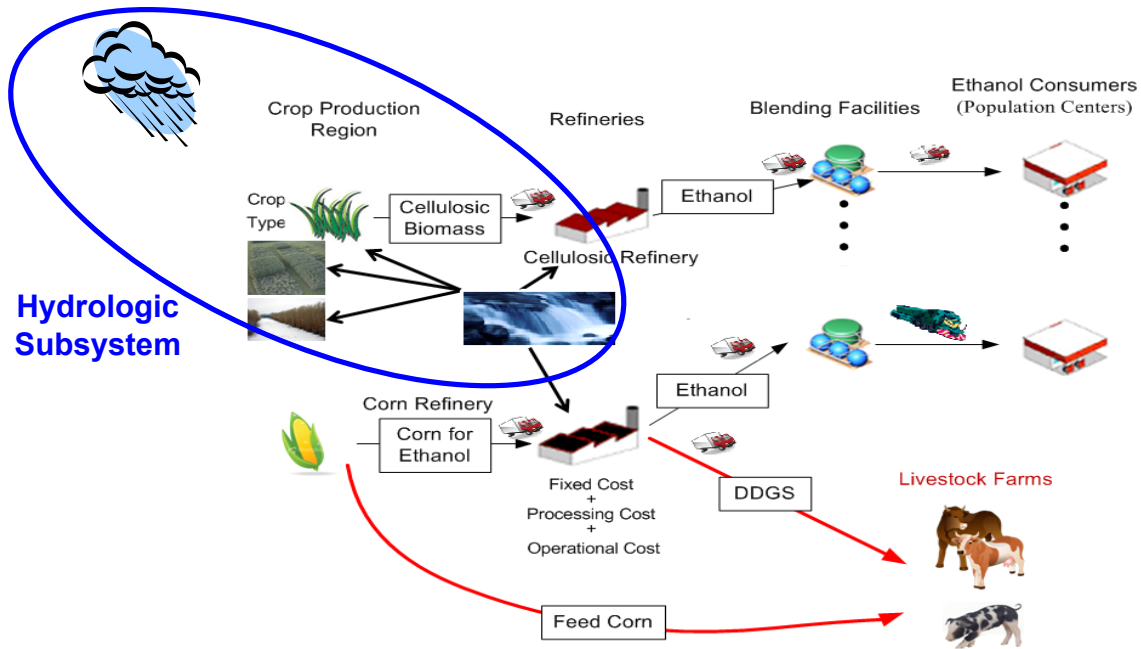 Crop Production
Region
Refineries
Blending Facilities
Ethanol Consumers
(Population Centers)
Crop
Type
Cellulosic
Biomass
Ethanol
Cellulosic Refinery
Hydrologic
Subsystem
Corn Refinery
Corn for
Ethanol
Ethanol
Fixed Cost
+
Processing Cost
+
Operational Cost
DDGS
Livestock Farms
Feed Corn